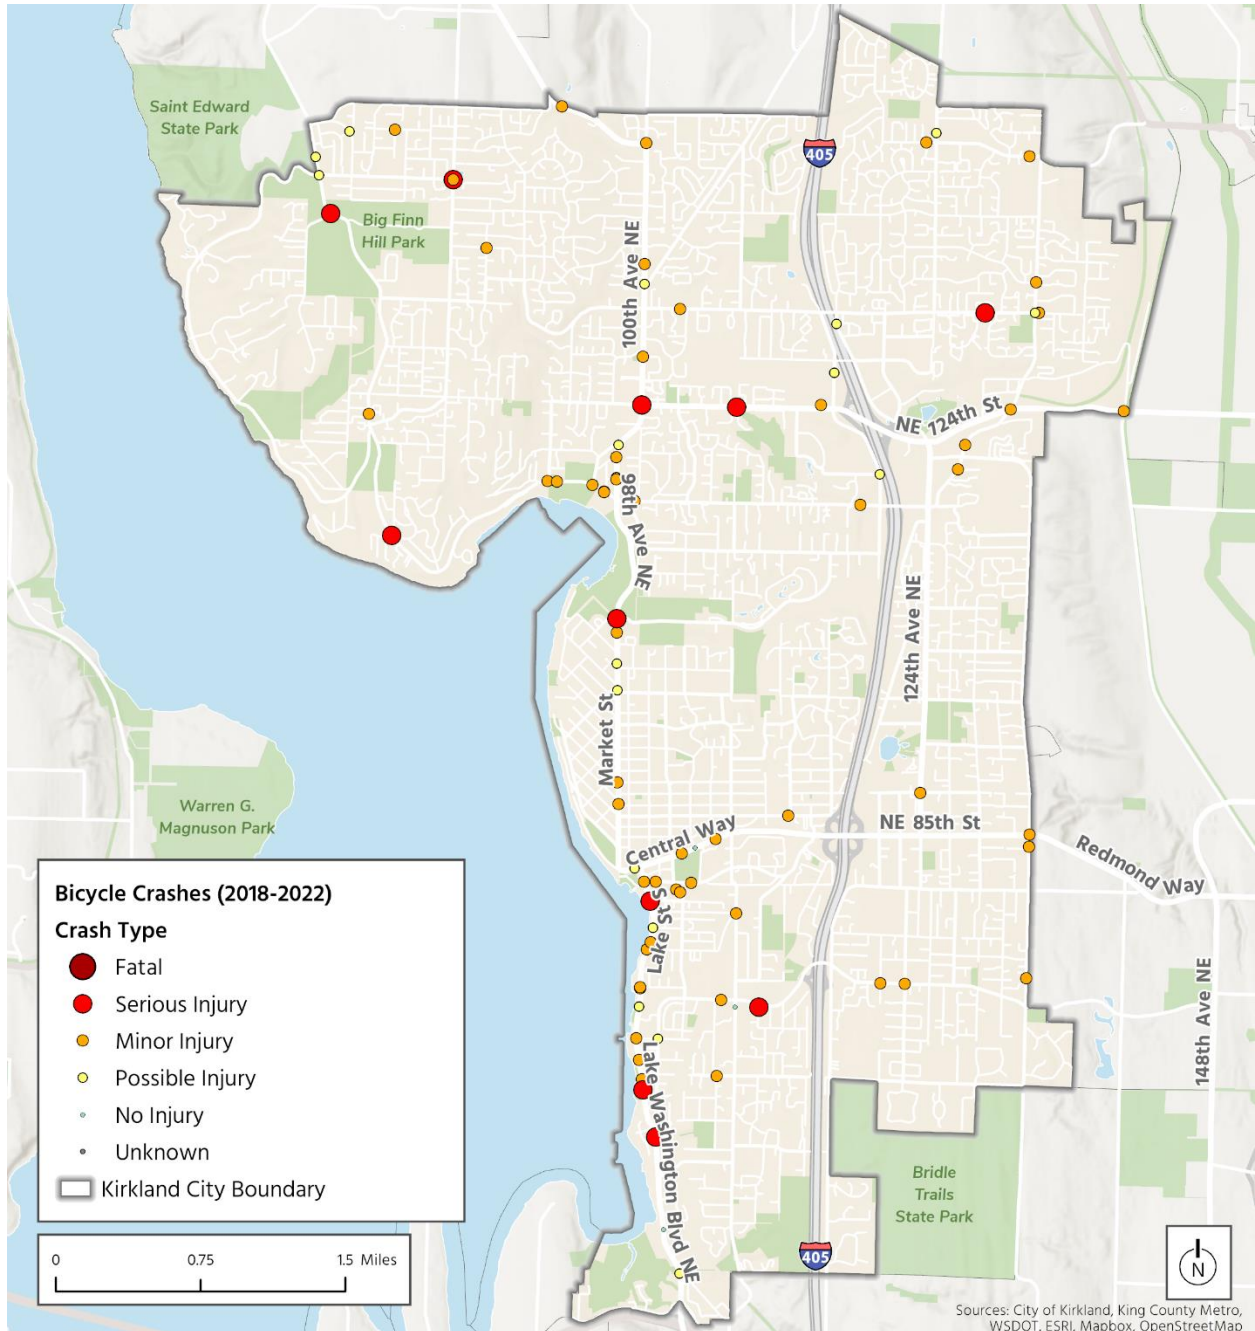 Saint Edward
State Park
405
Big Finn
Hill Park
100th Ave NE
NE 124th St
98th Ave NE
124th Ave NE
Market St
Warren G.
Magnuson Park
Central Way
NE 85th St
Redmond Way
Lake St S
148th Ave NE
Lake Washington Blvd NE
Bridle
Trails
State Park
405
Bicycle Crashes (2018-2022)
Crash Type
Fatal
Serious Injury
Minor Injury
Possible Injury
No Injury
Unknown
Kirkland City Boundary
0 0.75 1.5 Miles
N
Sources: City of Kirkland, King County Metro,
WSDOT, ESRI, Mapbox, OpenStreetMap